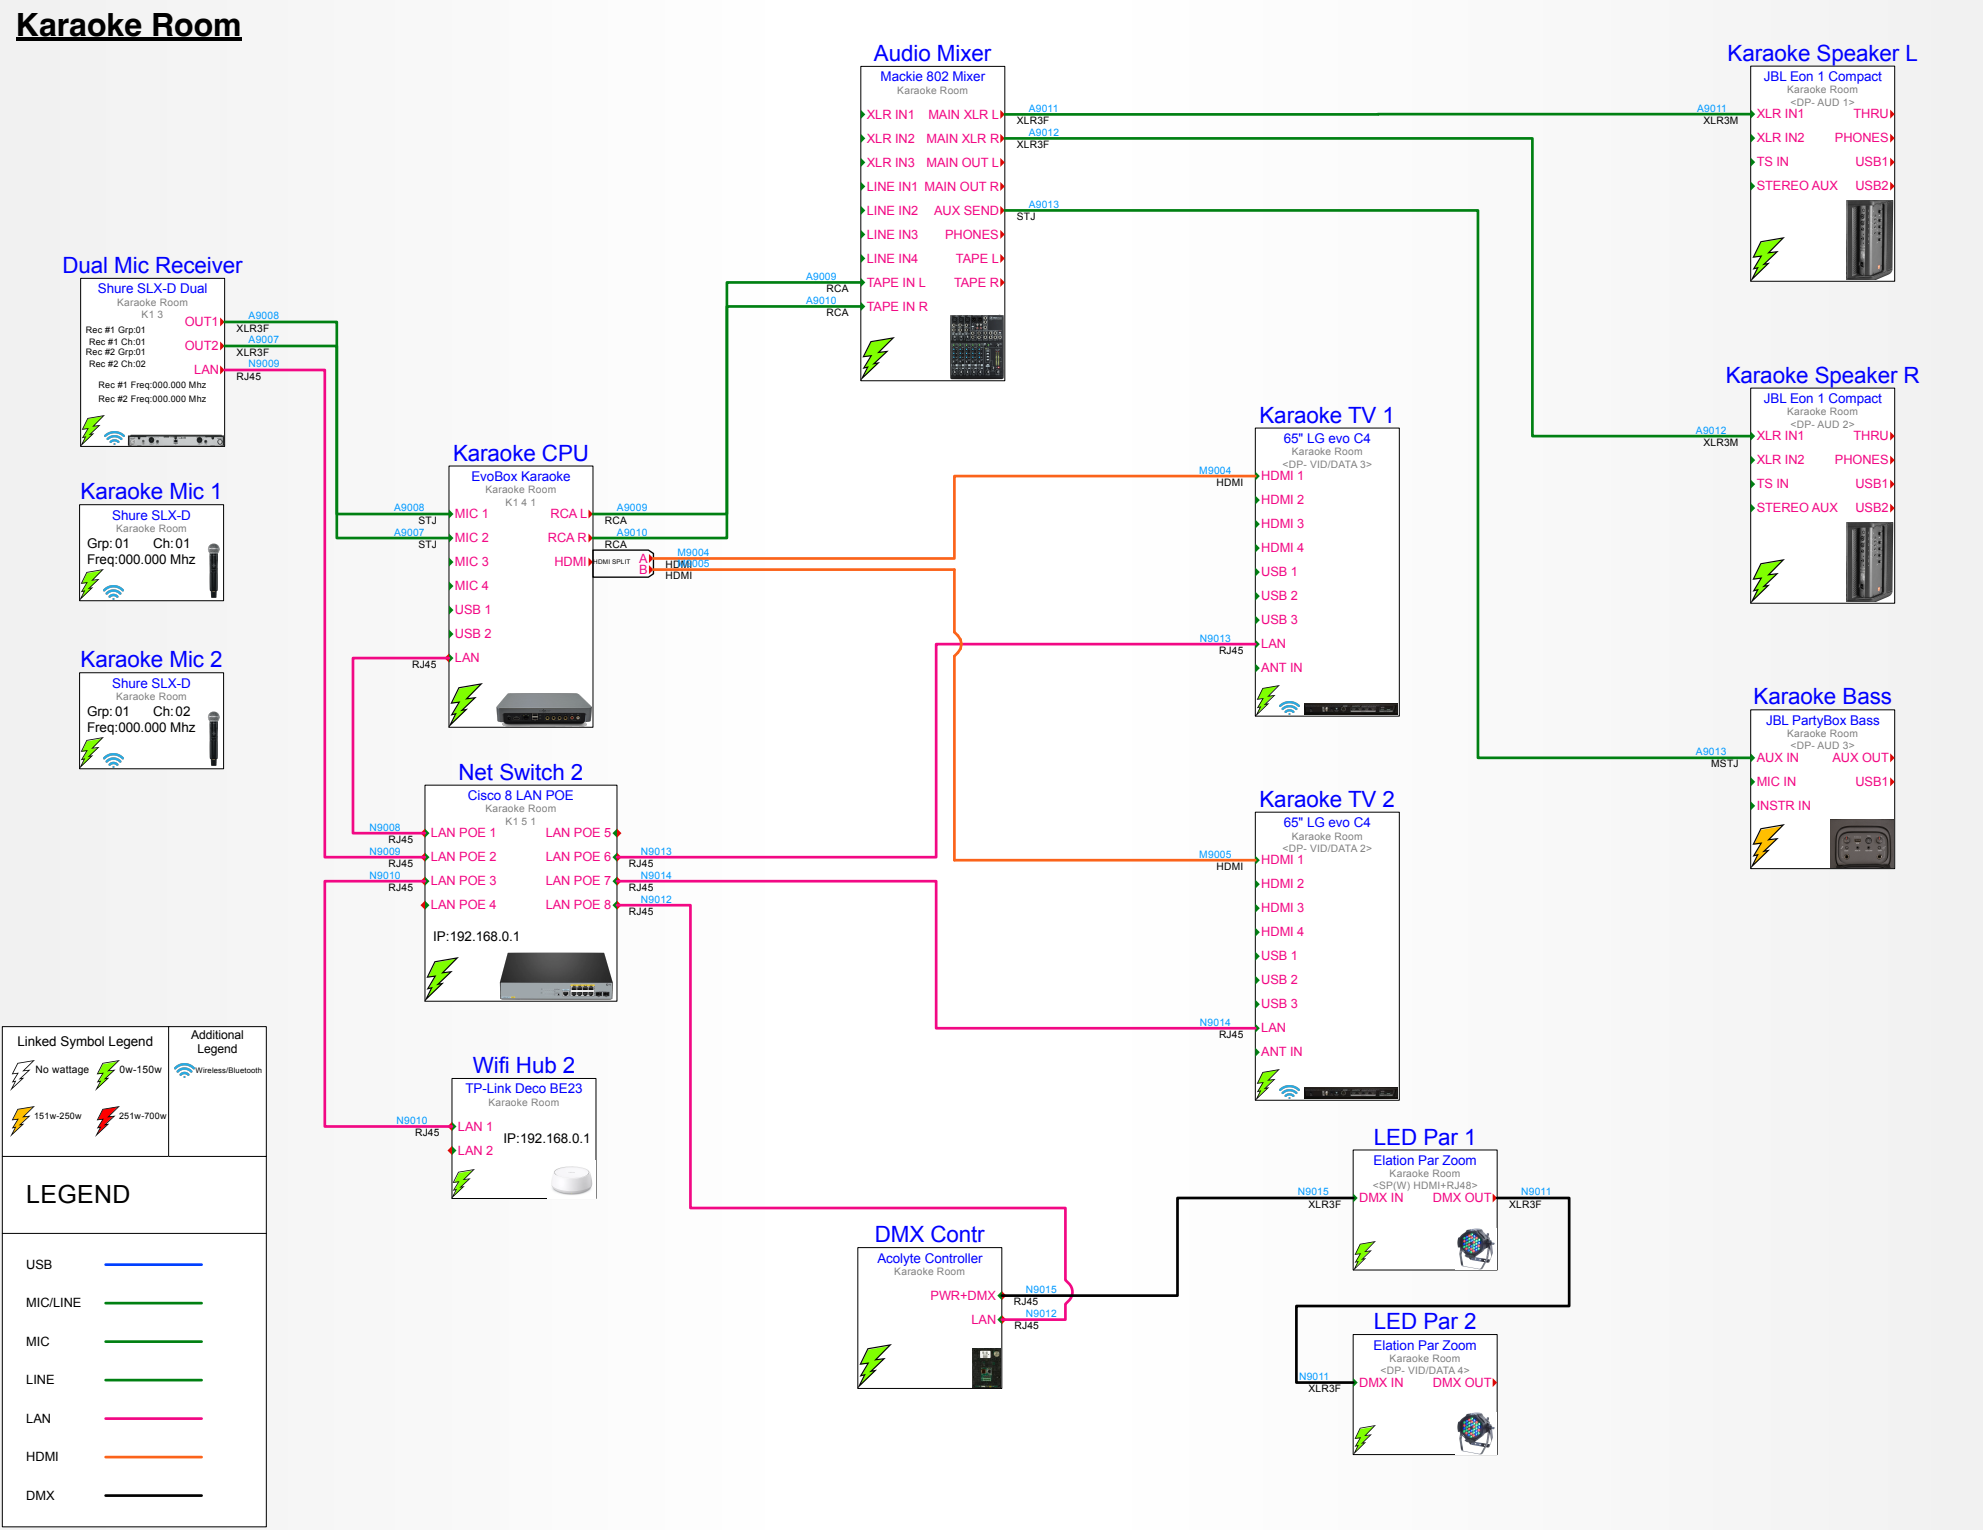 Karaoke Room
Audio Mixer
Mackie 802 Mixer
Karaoke Room
XLR IN1 MAIN XLR L A9011 XLR3F
XLR IN2 MAIN XLR R A9012 XLR3F
XLR IN3 MAIN OUT L
LINE IN1 MAIN OUT R
LINE IN2 AUX SEND A9013 STJ
LINE IN3 PHONES
LINE IN4 TAPE L
A9009 RCA TAPE IN L TAPE R
A9010 RCA TAPE IN R
Karaoke Speaker L
JBL Eon 1 Compact
Karaoke Room
<DP- AUD 1>
A9011 XLR3M XLR IN1 THRU
XLR IN2 PHONES
TS IN USB1
STEREO AUX USB2
Dual Mic Receiver
Shure SLX-D Dual
Karaoke Room
K1 3
OUT1 A9008 XLR3F
Rec #1 Grp:01
Rec #1 Ch:01
OUT2 A9007 XLR3F
Rec #2 Grp:01
Rec #2 Ch:02
LAN N9009 RJ45
Rec #1 Freq:000.000 Mhz
Rec #2 Freq:000.000 Mhz
Karaoke Speaker R
JBL Eon 1 Compact
Karaoke Room
<DP- AUD 2>
A9012 XLR3M XLR IN1 THRU
XLR IN2 PHONES
TS IN USB1
STEREO AUX USB2
Karaoke Mic 1
Shure SLX-D
Karaoke Room
Grp:01 Ch:01
Freq:000.000 Mhz
Karaoke Mic 2
Shure SLX-D
Karaoke Room
Grp:01 Ch:02
Freq:000.000 Mhz
Karaoke CPU
EvoBox Karaoke
Karaoke Room
K1 4 1
A9008 STJ MIC 1 RCA L A9009 RCA
A9007 STJ MIC 2 RCA R A9010 RCA
MIC 3 HDMI HDMI SPLIT A M9004 HDMI
B M9005 HDMI
MIC 4
USB 1
USB 2
RJ45 LAN
Karaoke TV 1
65" LG evo C4
Karaoke Room
<DP- VID/DATA 3>
M9004 HDMI HDMI 1
HDMI 2
HDMI 3
HDMI 4
USB 1
USB 2
USB 3
N9013 RJ45 LAN
ANT IN
Karaoke Bass
JBL PartyBox Bass
Karaoke Room
<DP- AUD 3>
A9013 MSTJ AUX IN AUX OUT
MIC IN USB1
INSTR IN
Net Switch 2
Cisco 8 LAN POE
Karaoke Room
K1 5 1
N9008 RJ45 LAN POE 1 LAN POE 5
N9009 RJ45 LAN POE 2 LAN POE 6 N9013 RJ45
N9010 RJ45 LAN POE 3 LAN POE 7 N9014 RJ45
LAN POE 4 LAN POE 8 N9012 RJ45
IP:192.168.0.1
Karaoke TV 2
65" LG evo C4
Karaoke Room
<DP- VID/DATA 2>
M9005 HDMI HDMI 1
HDMI 2
HDMI 3
HDMI 4
USB 1
USB 2
USB 3
N9014 RJ45 LAN
ANT IN
Wifi Hub 2
TP-Link Deco BE23
Karaoke Room
N9010 RJ45 LAN 1
IP:192.168.0.1
LAN 2
DMX Contr
Acolyte Controller
Karaoke Room
PWR+DMX N9015 RJ45
LAN N9012 RJ45
LED Par 1
Elation Par Zoom
Karaoke Room
<SP(W) HDMI+RJ48>
N9015 XLR3F DMX IN DMX OUT N9011 XLR3F
LED Par 2
Elation Par Zoom
Karaoke Room
<DP- VID/DATA 4>
N9011 XLR3F DMX IN DMX OUT
Linked Symbol Legend
No wattage 0w-150w
151w-250w 251w-700w
Additional
Legend
Wireless/Bluetooth
LEGEND
USB
MIC/LINE
MIC
LINE
LAN
HDMI
DMX